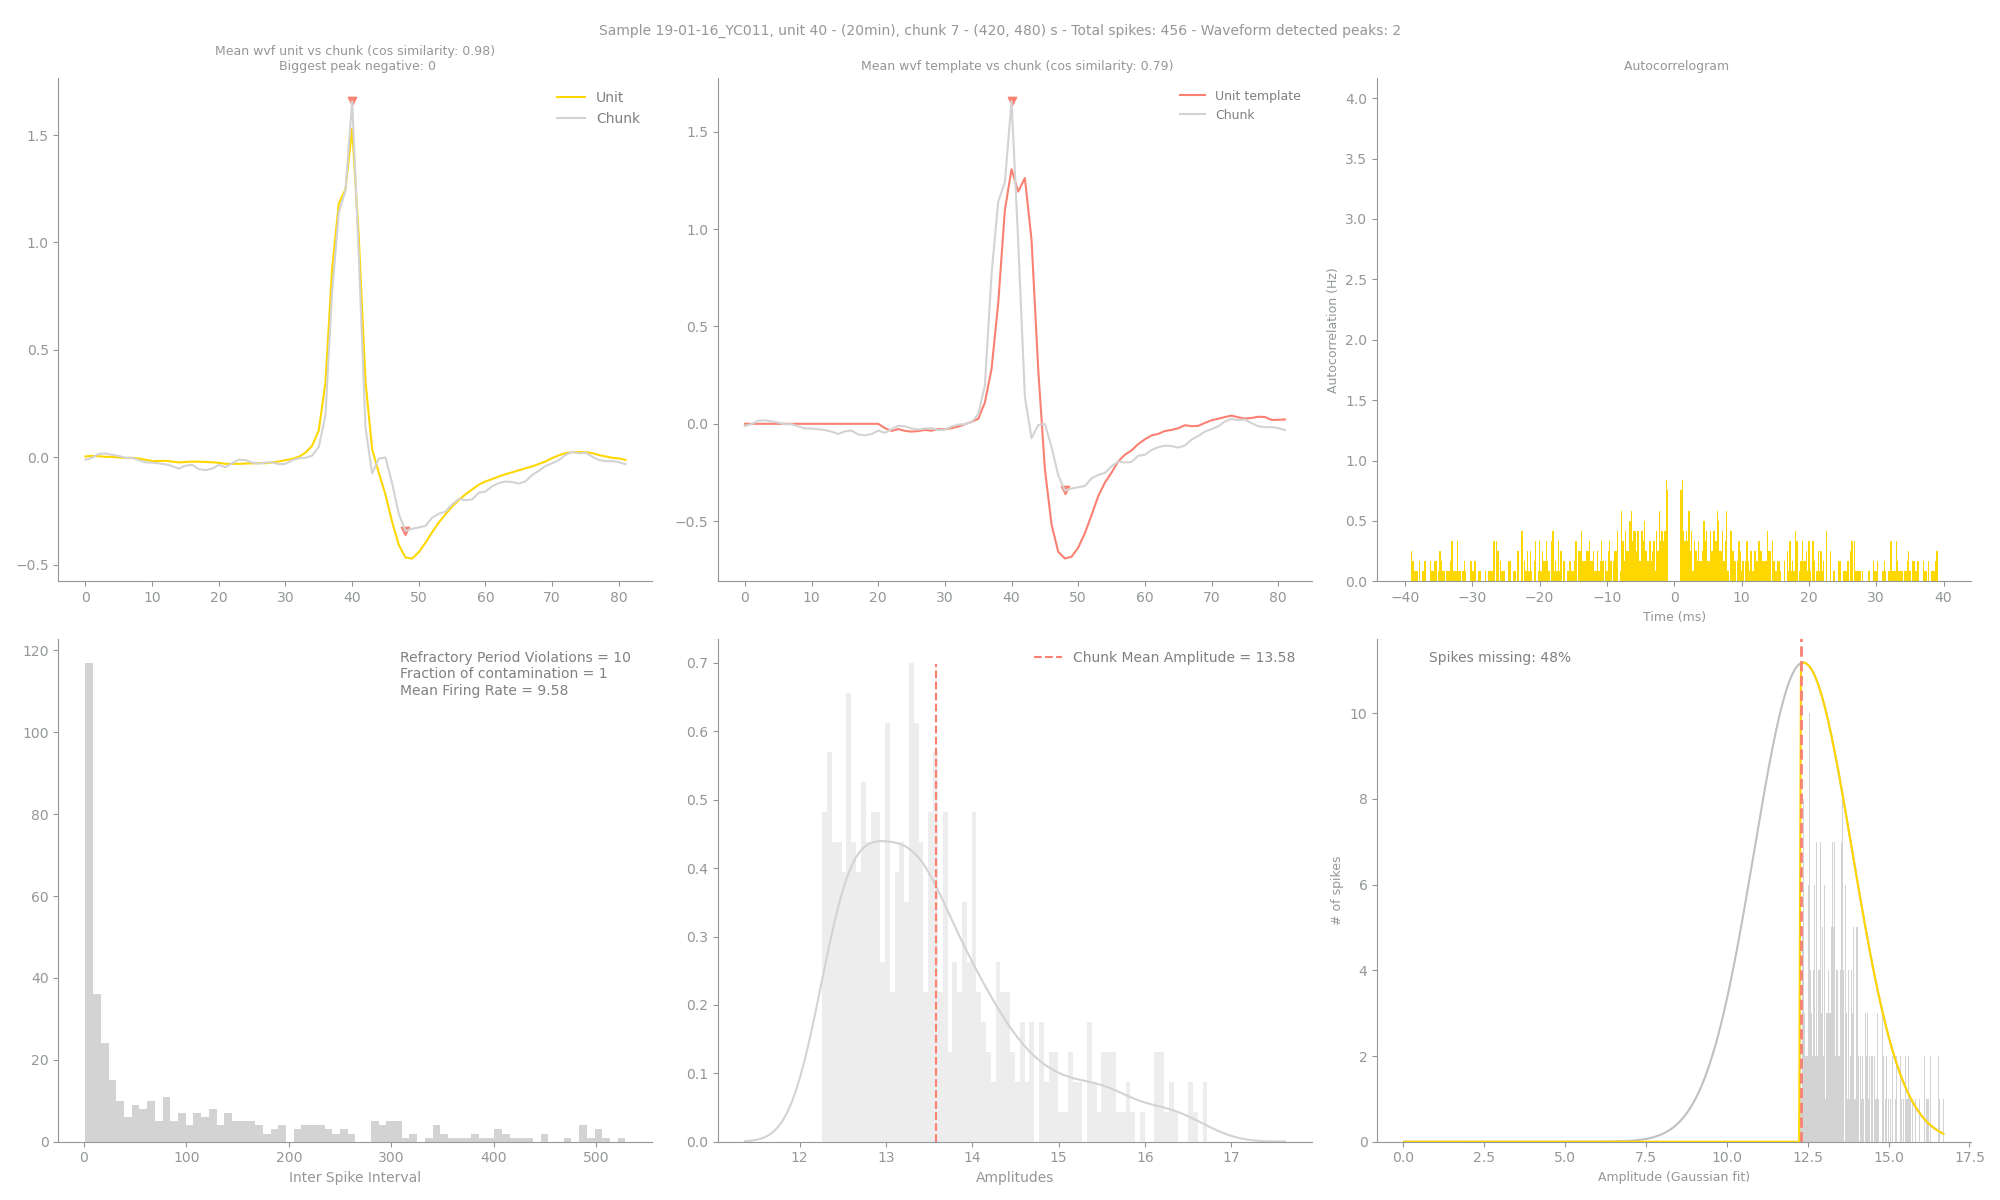 Sample 19-01-16_YC011, unit 40 - (20min), chunk 7 - (420, 480) s - Total spikes: 456 - Waveform detected peaks: 2
Mean wvf unit vs chunk (cos similarity: 0.98)
Biggest peak negative: 0
Unit
Chunk
1.5
1.0
0.5
0.0
−0.5
0 10 20 30 40 50 60 70 80
Mean wvf template vs chunk (cos similarity: 0.79)
Unit template
Chunk
1.5
1.0
0.5
0.0
−0.5
0 10 20 30 40 50 60 70 80
Autocorrelogram
Autocorrelation (Hz)
4.0
3.5
3.0
2.5
2.0
1.5
1.0
0.5
0.0
−40 −30 −20 −10 0 10 20 30 40
Time (ms)
Refractory Period Violations = 10
Fraction of contamination = 1
Mean Firing Rate = 9.58
120
100
80
60
40
20
0
0 100 200 300 400 500
Inter Spike Interval
Chunk Mean Amplitude = 13.58
0.7
0.6
0.5
0.4
0.3
0.2
0.1
0.0
12 13 14 15 16 17
Amplitudes
Spikes missing: 48%
# of spikes
10
8
6
4
2
0
0.0 2.5 5.0 7.5 10.0 12.5 15.0 17.5
Amplitude (Gaussian fit)